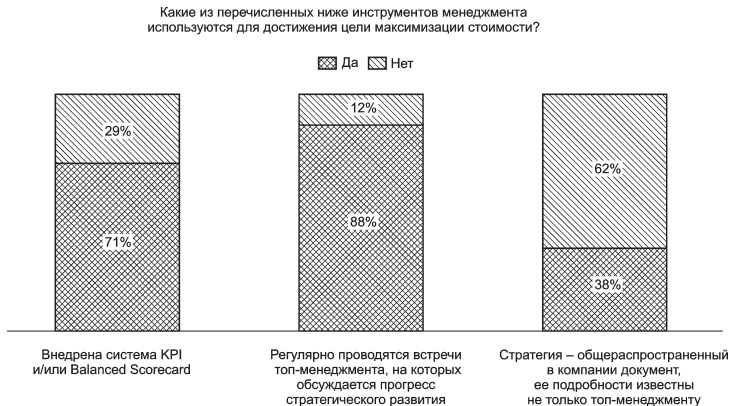 Какие из перечисленных ниже инструментов менеджмента
используются для достижения цели максимизации стоимости?
Да
Нет
29%
71%
12%
88%
62%
38%
Внедрена система KPI
и/или Balanced Scorecard
Регулярно проводятся встречи
топ-менеджмента, на которых
обсуждается прогресс
стратегического развития
Стратегия – общераспространенный
в компании документ,
ее подробности известны
не только топ-менеджменту